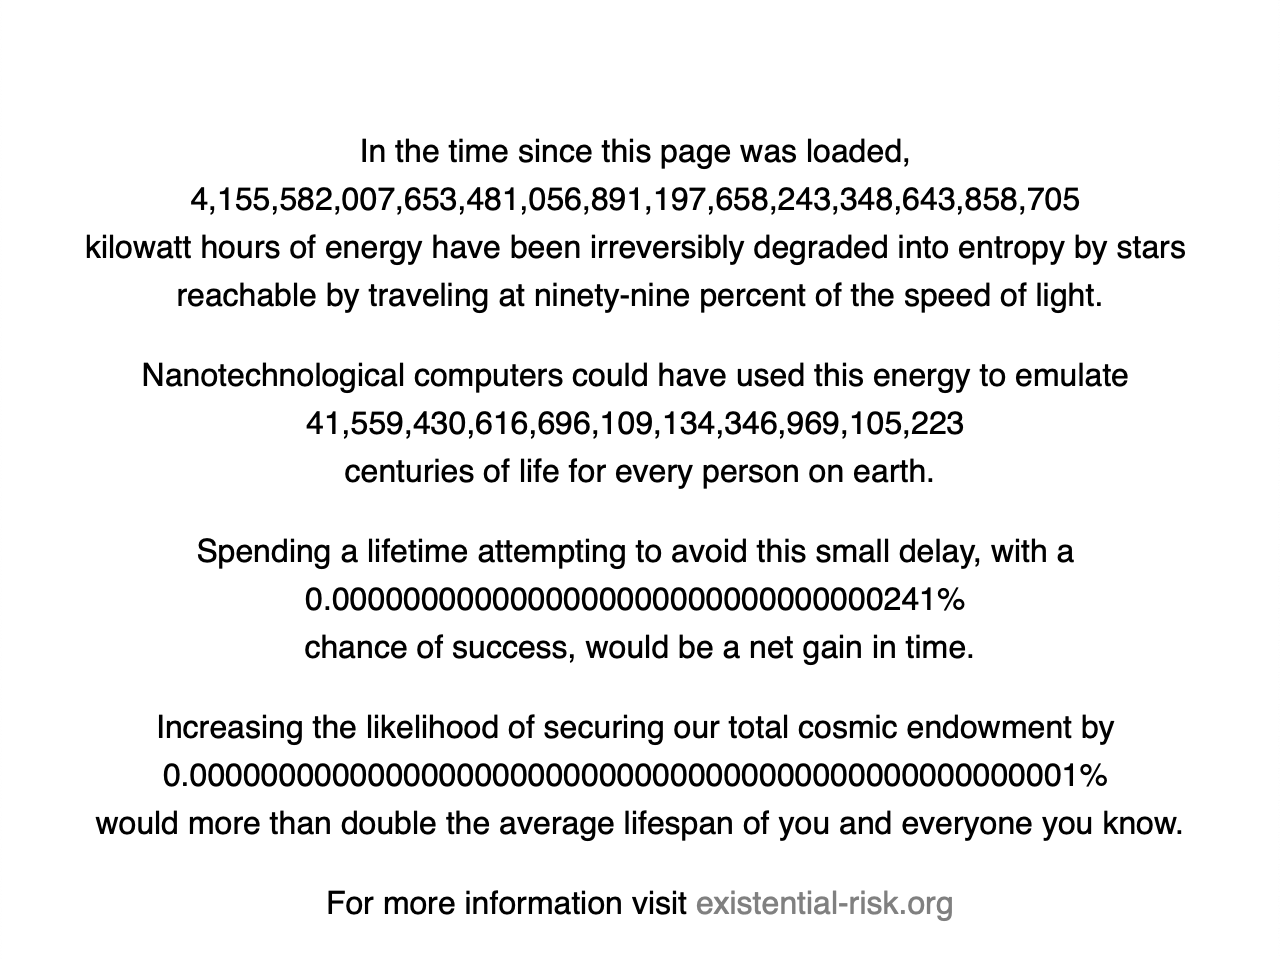 In the time since this page was loaded,
4,155,582,007,653,481,056,891,197,658,243,348,643,858,705
kilowatt hours of energy have been irreversibly degraded into entropy by stars
reachable by traveling at ninety-nine percent of the speed of light.
Nanotechnological computers could have used this energy to emulate
41,559,430,616,696,109,134,346,969,105,223
centuries of life for every person on earth.
Spending a lifetime attempting to avoid this small delay, with a
0.0000000000000000000000000000000241%
chance of success, would be a net gain in time.
Increasing the likelihood of securing our total cosmic endowment by
0.00000000000000000000000000000000000000000000000001%
would more than double the average lifespan of you and everyone you know.
For more information visit existential-risk.org